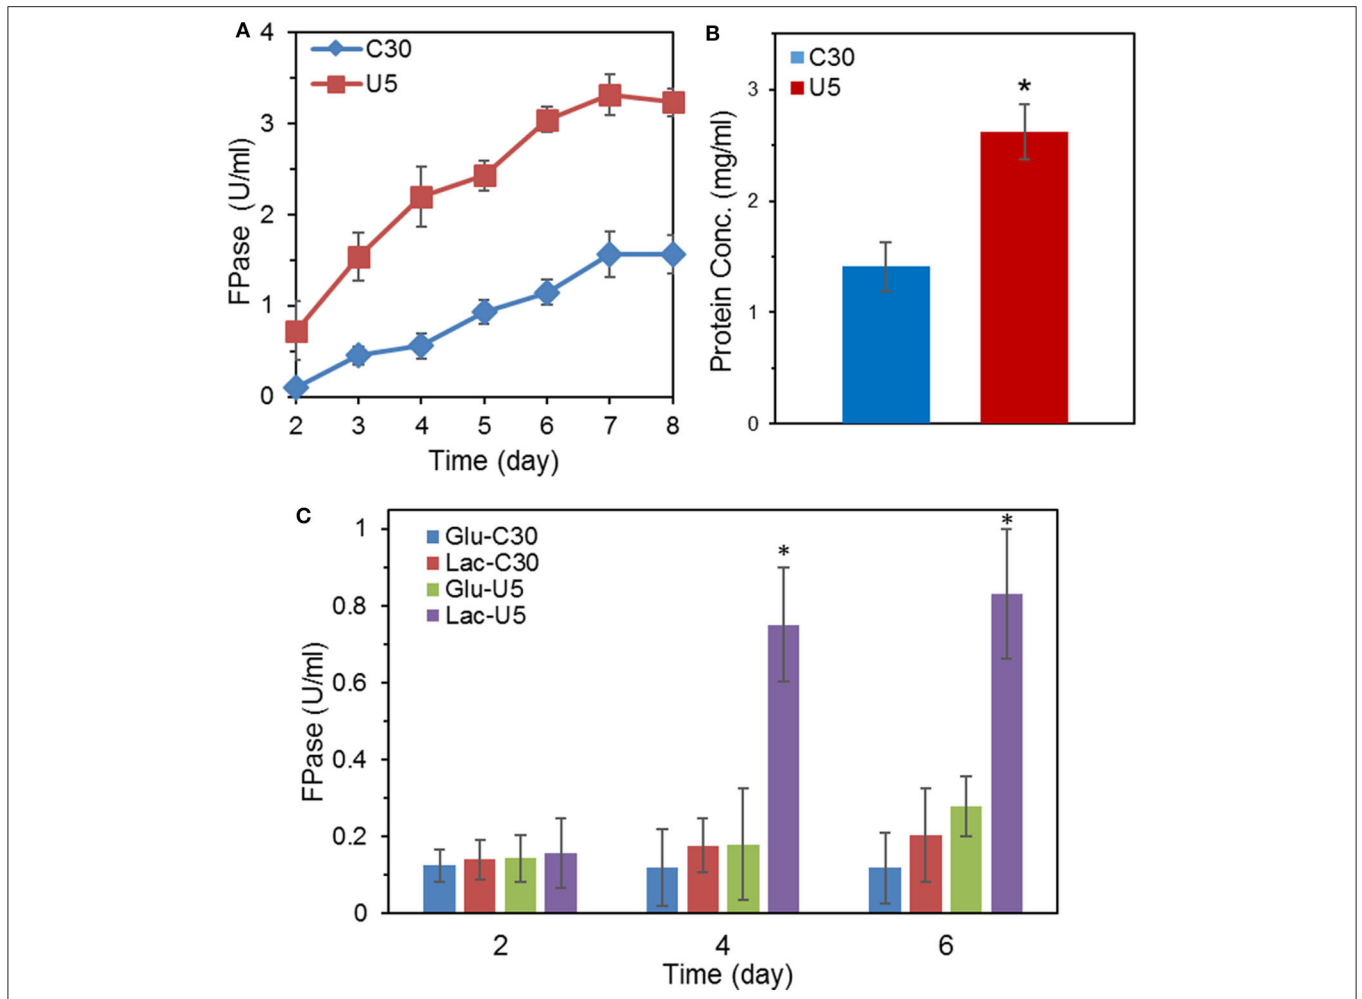 A
4
3
2
1
0
FPase (U/ml)
C30
U5
2 3 4 5 6 7 8
Time (day)
B
3
2
1
0
Protein Conc. (mg/ml)
C30
U5
*
C
1
0.8
0.6
0.4
0.2
0
FPase (U/ml)
Glu-C30
Lac-C30
Glu-U5
Lac-U5
*
*
2 4 6
Time (day)